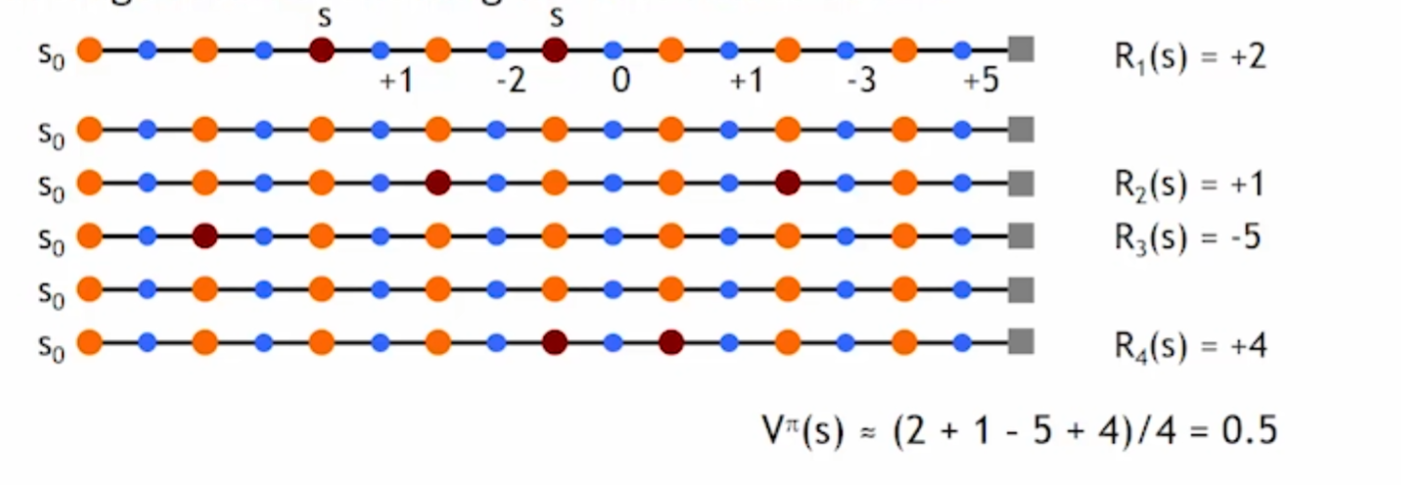 s s
s₀ R₁(s) = +2
+1 -2 0 +1 -3 +5
s₀
s₀ R₂(s) = +1
s₀ R₃(s) = -5
s₀
s₀ R₄(s) = +4
Vᵖⁱ(s) ≈ (2 + 1 - 5 + 4)/4 = 0.5